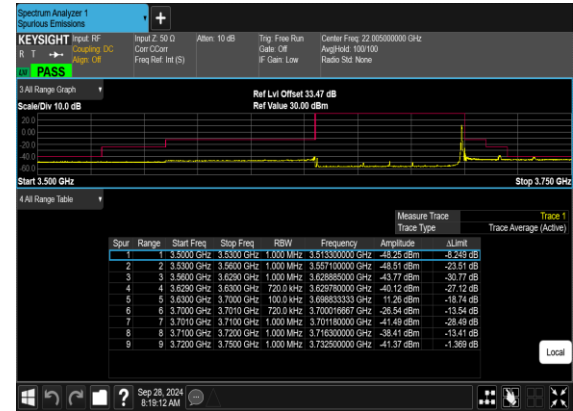 Spectrum Analyzer 1
Spurious Emissions
KEYSIGHT Input: RF Input Z: 50 Ω Atten: 10 dB Trig: Free Run Center Freq: 22.005000000 GHz
R T Coupling: DC Corr CCorr Gate: Off Avg|Hold: 100/100
Align: Off Freq Ref: Int (S) IF Gain: Low Radio Std: None
PASS
3 All Range Graph Ref Lvl Offset 33.47 dB
Scale/Div 10.0 dB Ref Value 30.00 dBm
20.0
0.00
-20.0
-40.0
-60.0
Start 3.500 GHz Stop 3.750 GHz
4 All Range Table
Measure Trace Trace 1
Trace Type Trace Average (Active)
Spur Range Start Freq Stop Freq RBW Frequency Amplitude ΔLimit
1 1 3.5000 GHz 3.5300 GHz 1.000 MHz 3.513300000 GHz -48.25 dBm -8.249 dB
2 2 3.5300 GHz 3.5600 GHz 1.000 MHz 3.557100000 GHz -48.51 dBm -23.51 dB
3 3 3.5600 GHz 3.6290 GHz 1.000 MHz 3.628885000 GHz -43.77 dBm -30.77 dB
4 4 3.6290 GHz 3.6300 GHz 720.0 kHz 3.629780000 GHz -40.12 dBm -27.12 dB
5 5 3.6300 GHz 3.7000 GHz 100.0 kHz 3.698833333 GHz 11.26 dBm -18.74 dB
6 6 3.7000 GHz 3.7010 GHz 720.0 kHz 3.700016667 GHz -26.54 dBm -13.54 dB
7 7 3.7010 GHz 3.7100 GHz 1.000 MHz 3.701180000 GHz -41.49 dBm -28.49 dB
8 8 3.7100 GHz 3.7200 GHz 1.000 MHz 3.716300000 GHz -38.41 dBm -13.41 dB
9 9 3.7200 GHz 3.7500 GHz 1.000 MHz 3.732500000 GHz -41.37 dBm -1.369 dB
Local
Sep 28, 2024
8:19:12 AM